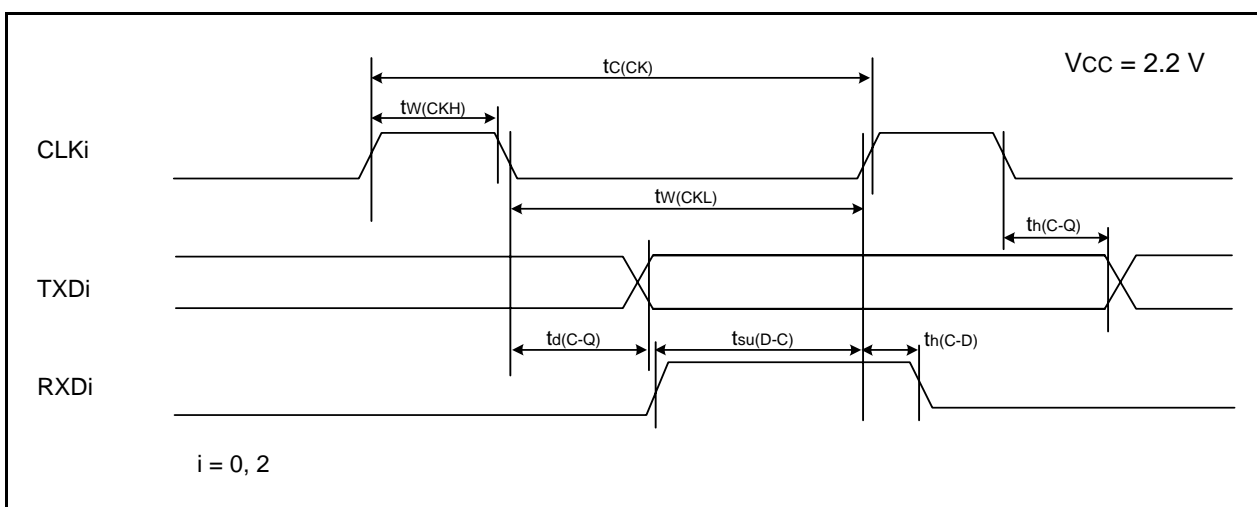 tC(CK)
VCC = 2.2 V
tW(CKH)
CLKi
tW(CKL)
th(C-Q)
TXDi
td(C-Q)
tsu(D-C)
th(C-D)
RXDi
i = 0, 2